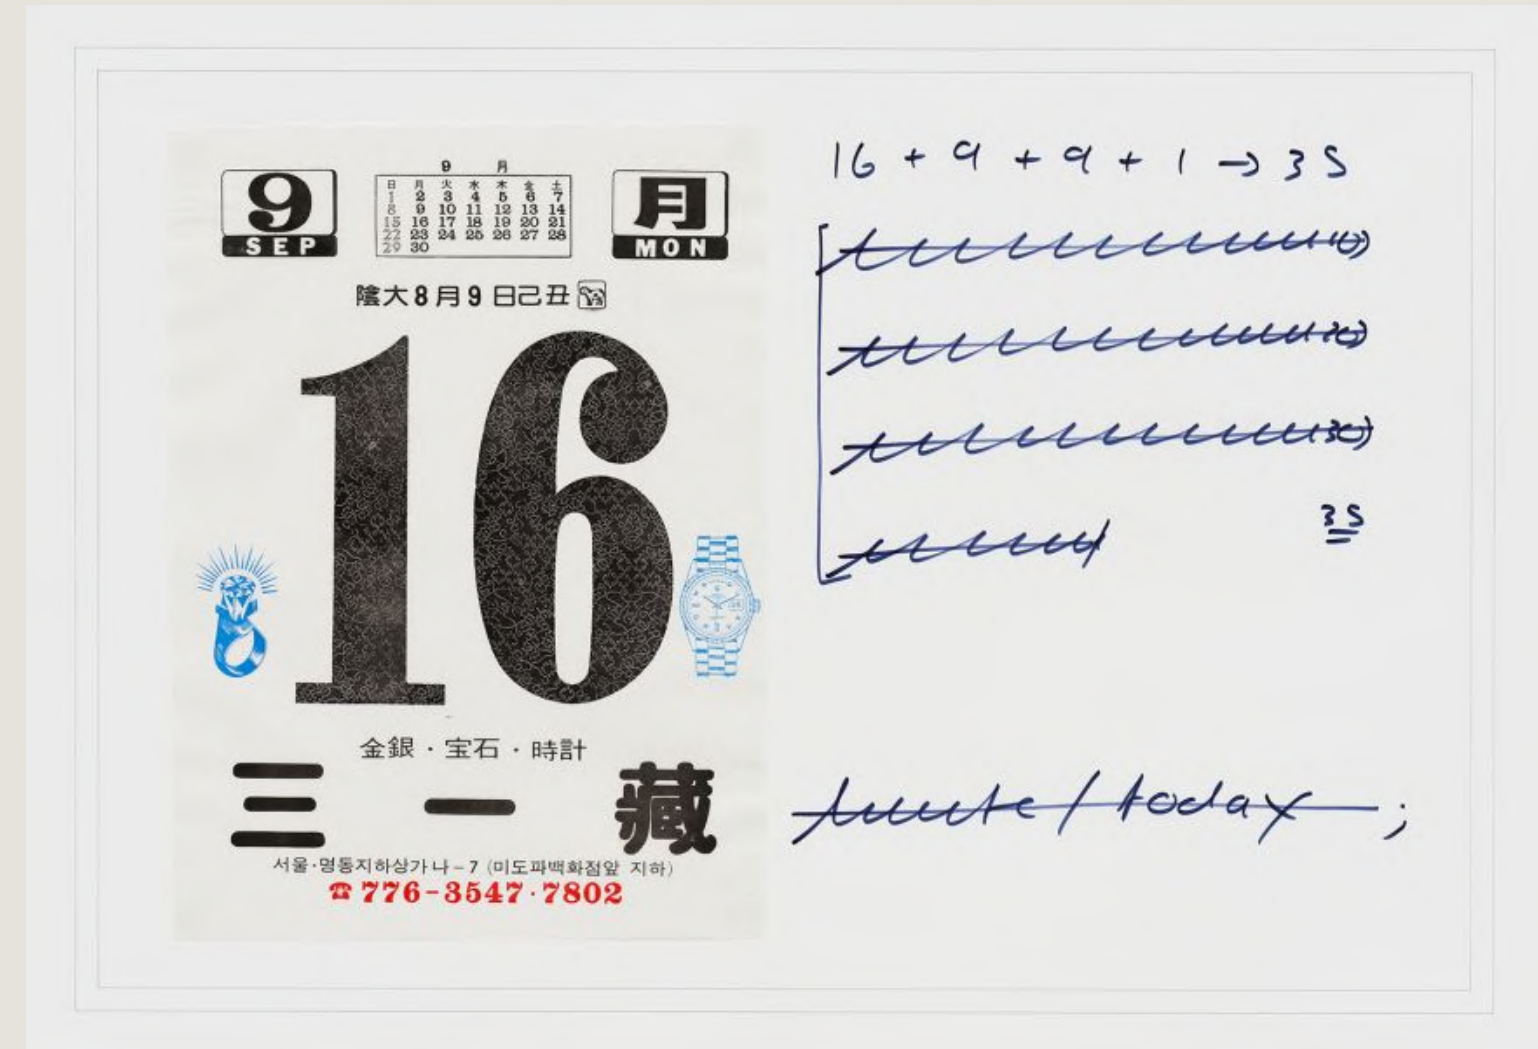 9 月
9
SEP
日 月 火 水 木 金 土
1 2 3 4 5 6 7
8 9 10 11 12 13 14
15 16 17 18 19 20 21
22 23 24 25 26 27 28
29 30
月
MON
陰大8月9日己丑
16
金銀・宝石・時計
三一藏
서울·명동지하상가나-7 (미도파백화점앞 지하)
☎776-3547·7802
16 + 9 + 9 + 1 → 35
(10)
(20)
(30)
35
/ today ;